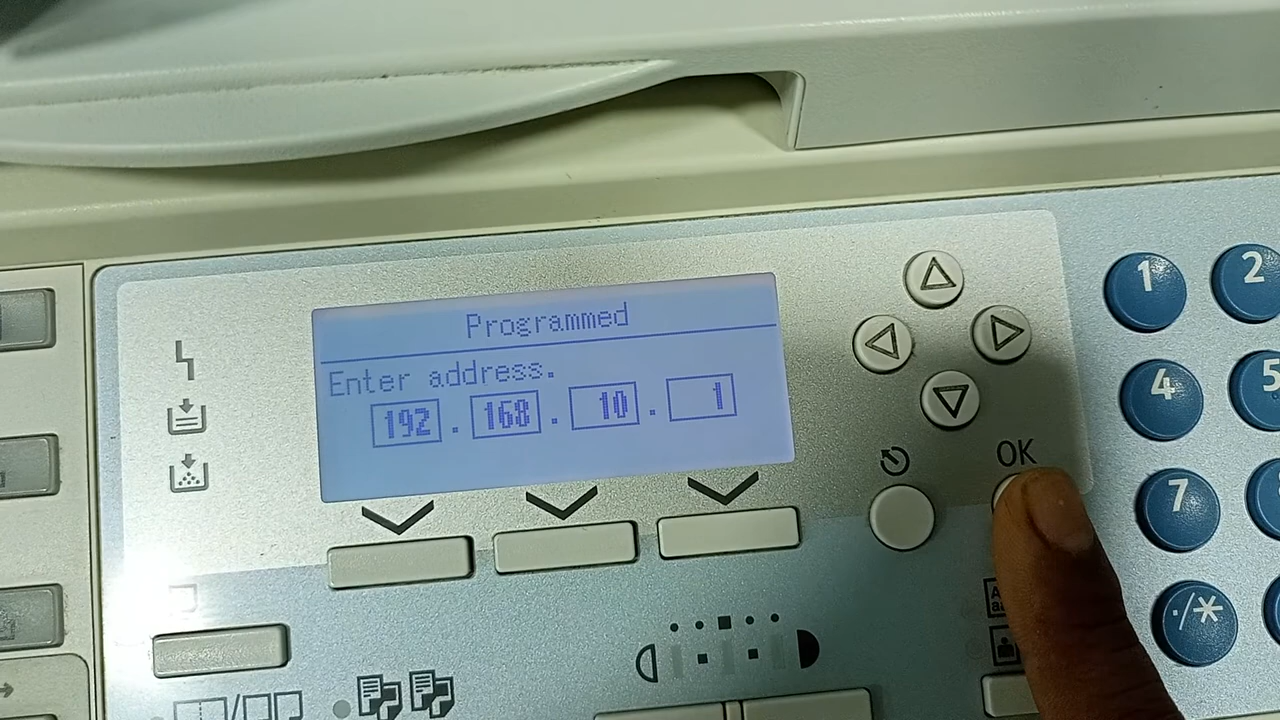 Programmed
Enter address.
192 . 168 . 10 . 1
OK
1
2
4
5
7
./*